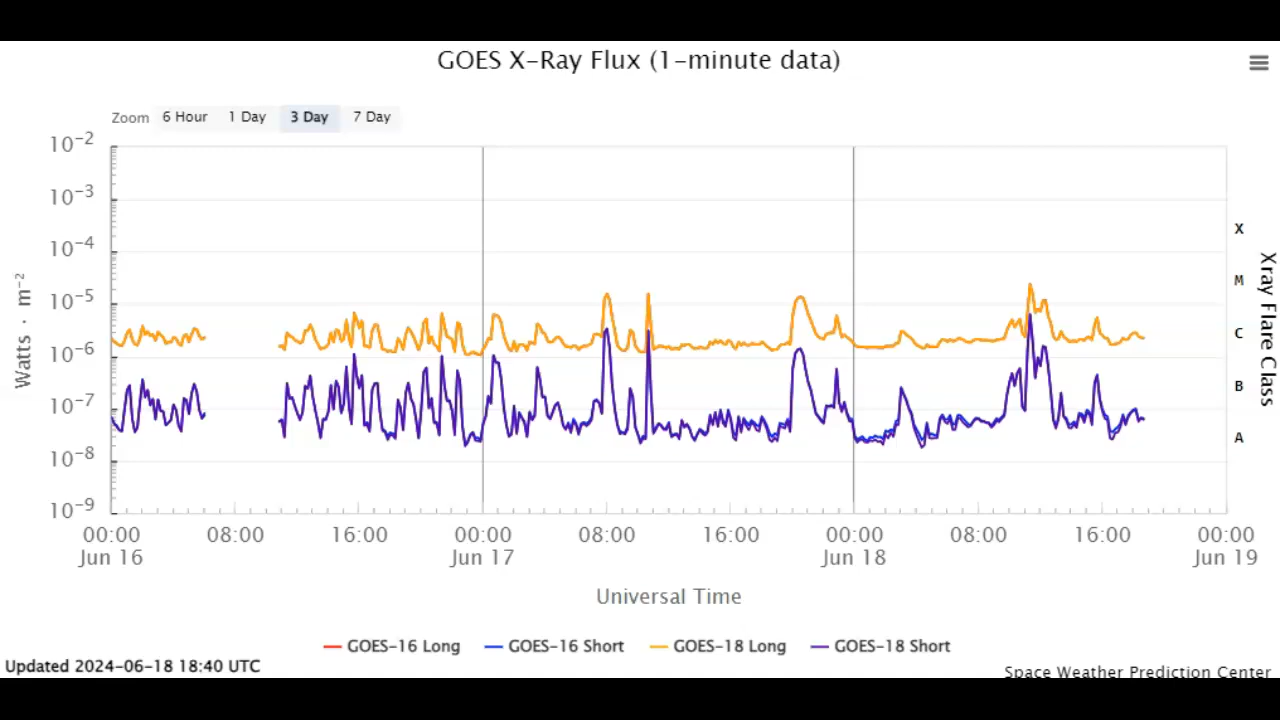 GOES X-Ray Flux (1-minute data)
Zoom 6 Hour 1 Day 3 Day 7 Day
10⁻²
10⁻³
10⁻⁴
10⁻⁵
10⁻⁶
10⁻⁷
10⁻⁸
10⁻⁹
Watts · m⁻²
X
M
C
B
A
Xray Flare Class
00:00 08:00 16:00 00:00 08:00 16:00 00:00 08:00 16:00 00:00
Jun 16 Jun 17 Jun 18 Jun 19
Universal Time
GOES-16 Long GOES-16 Short GOES-18 Long GOES-18 Short
Updated 2024-06-18 18:40 UTC
Space Weather Prediction Center